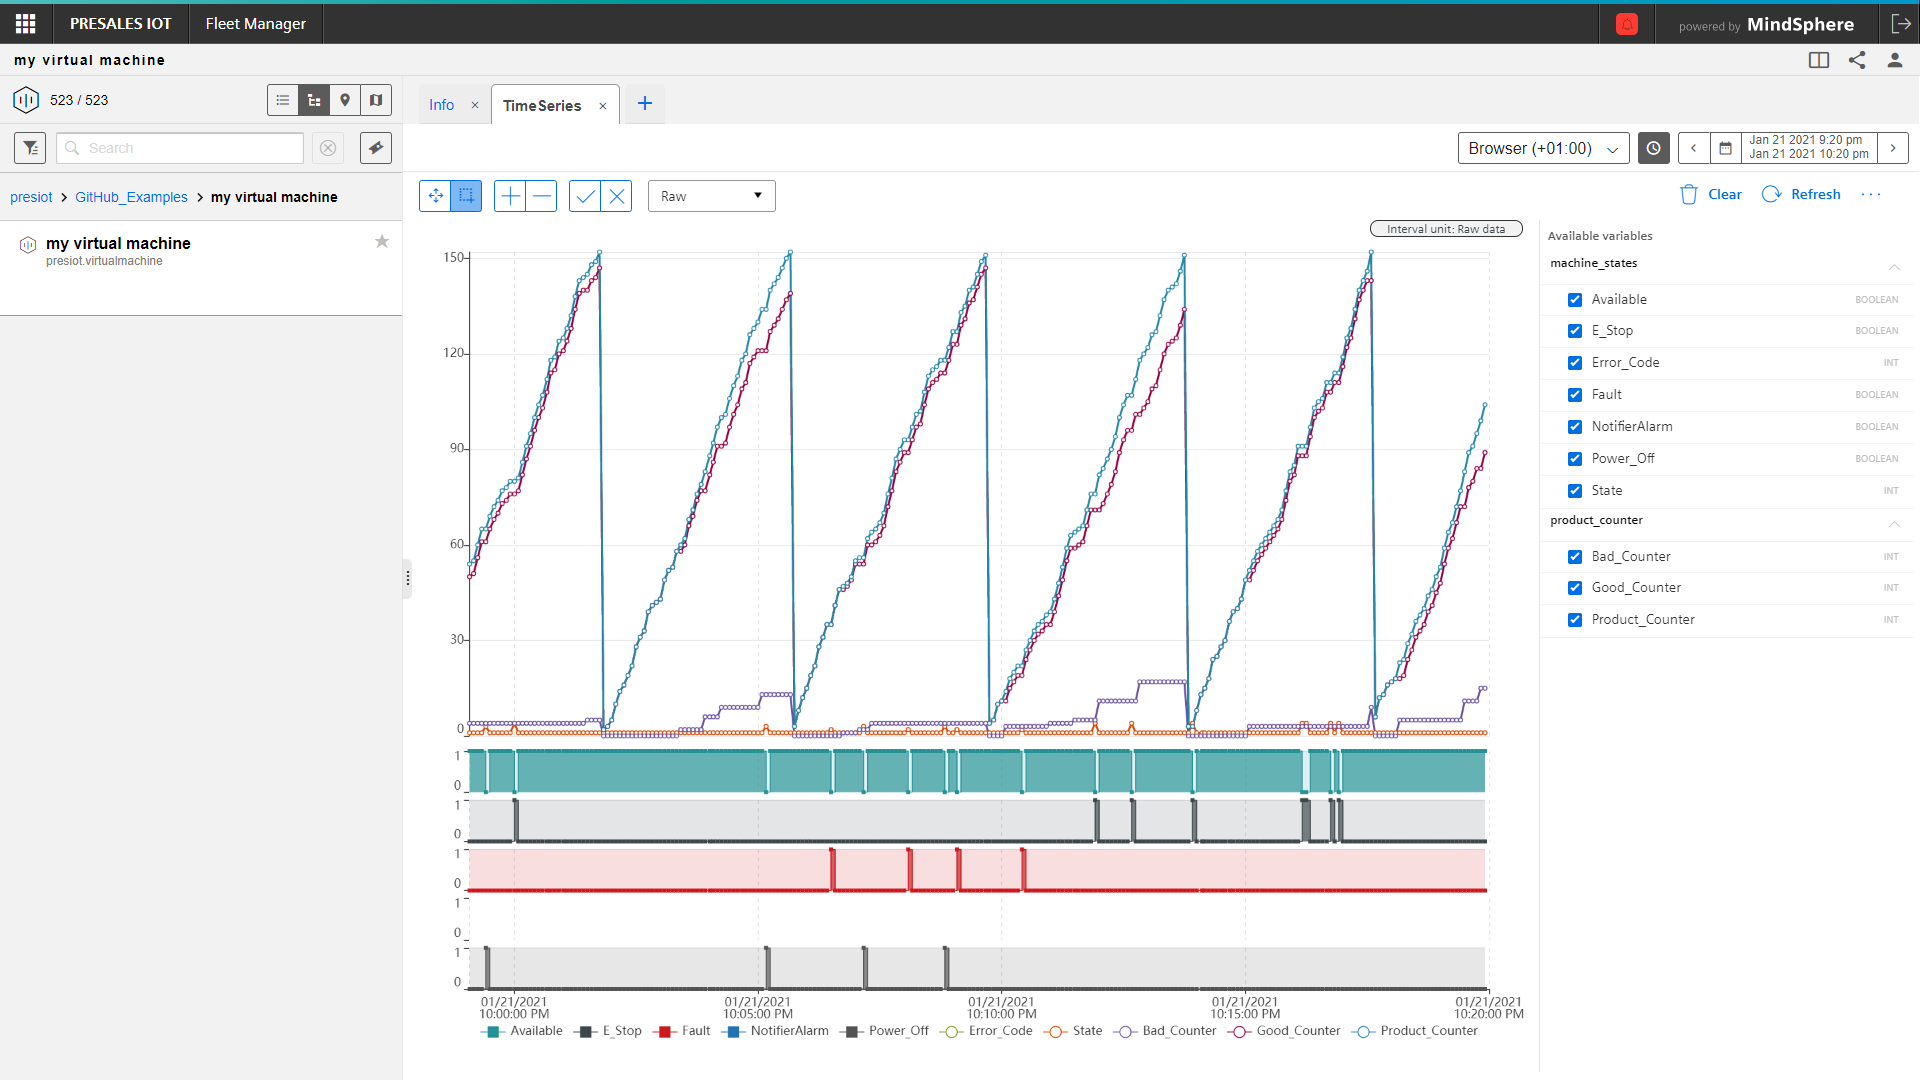 PRESALES IOT
Fleet Manager
powered by MindSphere
my virtual machine
523 / 523
Info
TimeSeries
Search
Browser (+01:00)
Jan 21 2021 9:20 pm
Jan 21 2021 10:20 pm
presiot > GitHub_Examples > my virtual machine
my virtual machine
presiot.virtualmachine
Raw
Clear
Refresh
Interval unit: Raw data
150
120
90
60
30
0
1
0
1
0
1
0
1
0
1
0
01/21/2021
10:00:00 PM
01/21/2021
10:05:00 PM
01/21/2021
10:10:00 PM
01/21/2021
10:15:00 PM
01/21/2021
10:20:00 PM
Available E_Stop Fault NotifierAlarm Power_Off Error_Code State Bad_Counter Good_Counter Product_Counter
Available variables
machine_states
Available BOOLEAN
E_Stop BOOLEAN
Error_Code INT
Fault BOOLEAN
NotifierAlarm BOOLEAN
Power_Off BOOLEAN
State INT
product_counter
Bad_Counter INT
Good_Counter INT
Product_Counter INT